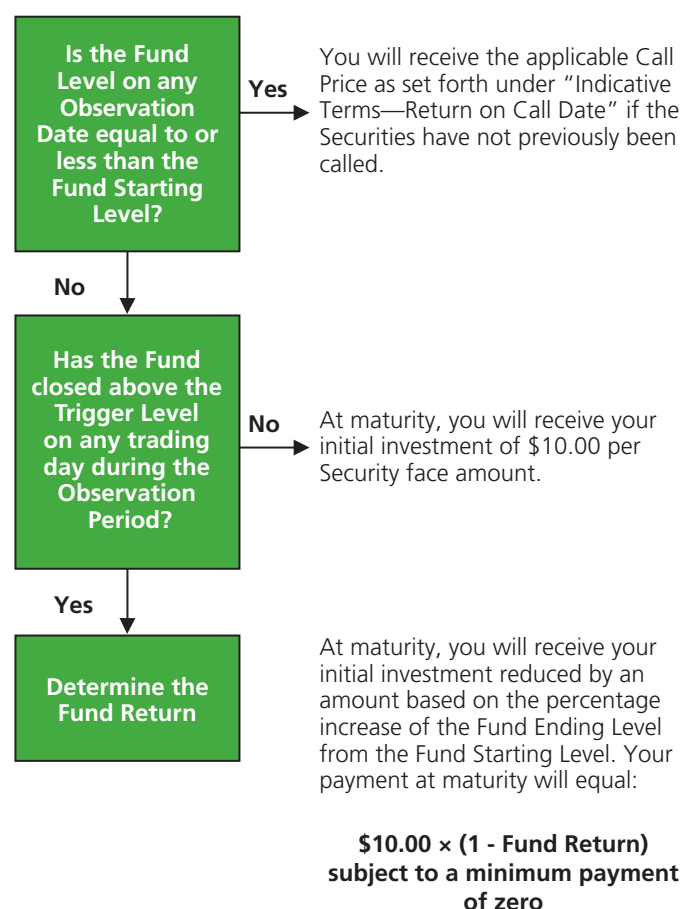 Is the Fund
Level on any
Observation
Date equal to or
less than the
Fund Starting
Level?
Yes
You will receive the applicable Call
Price as set forth under “Indicative
Terms—Return on Call Date” if the
Securities have not previously been
called.
No
Has the Fund
closed above the
Trigger Level
on any trading
day during the
Observation
Period?
No
At maturity, you will receive your
initial investment of $10.00 per
Security face amount.
Yes
Determine the
Fund Return
At maturity, you will receive your
initial investment reduced by an
amount based on the percentage
increase of the Fund Ending Level
from the Fund Starting Level. Your
payment at maturity will equal:
$10.00 × (1 - Fund Return)
subject to a minimum payment
of zero